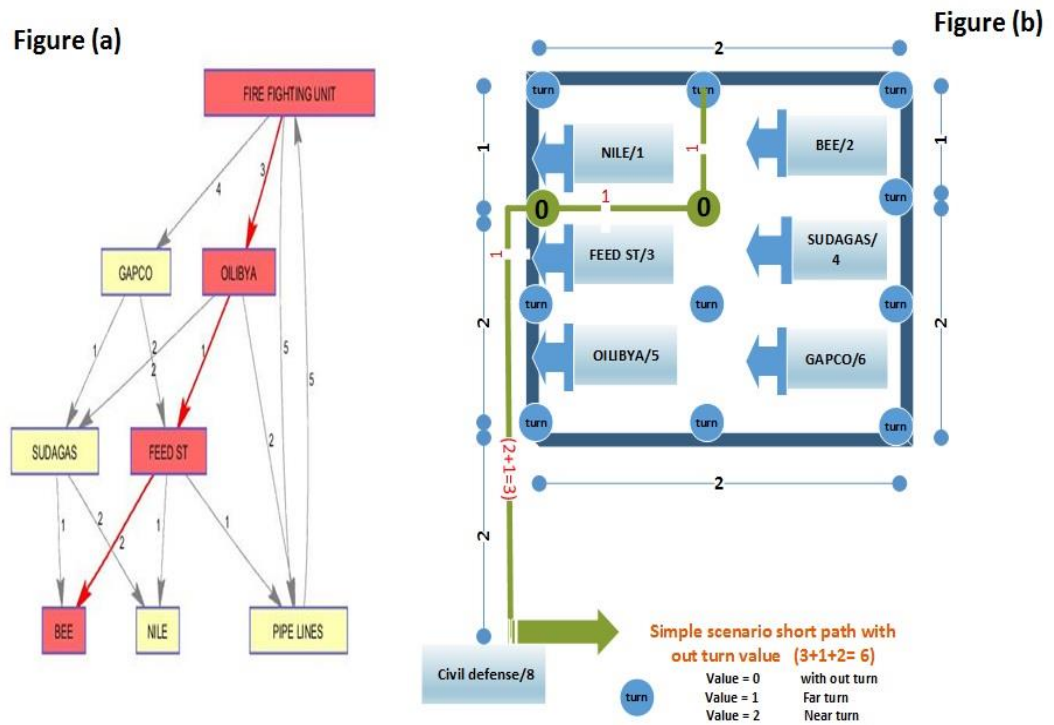 Figure (a)
FIRE FIGHTING UNIT
4
3
GAPCO
OILIBYA
5
5
1
2
2
1
2
SUDAGAS
FEED ST
1
2
2
1
1
BEE
NILE
PIPE LINES
Figure (b)
2
turn
turn
turn
1
NILE/1
1
BEE/2
1
1
0
0
turn
1
FEED ST/3
SUDAGAS/
4
2
turn
turn
turn
2
OILIBYA/5
GAPCO/6
turn
turn
turn
(2+1=3)
2
2
Civil defense/8
Simple scenario short path with
out turn value (3+1+2= 6)
turn
Value = 0 with out turn
Value = 1 Far turn
Value = 2 Near turn